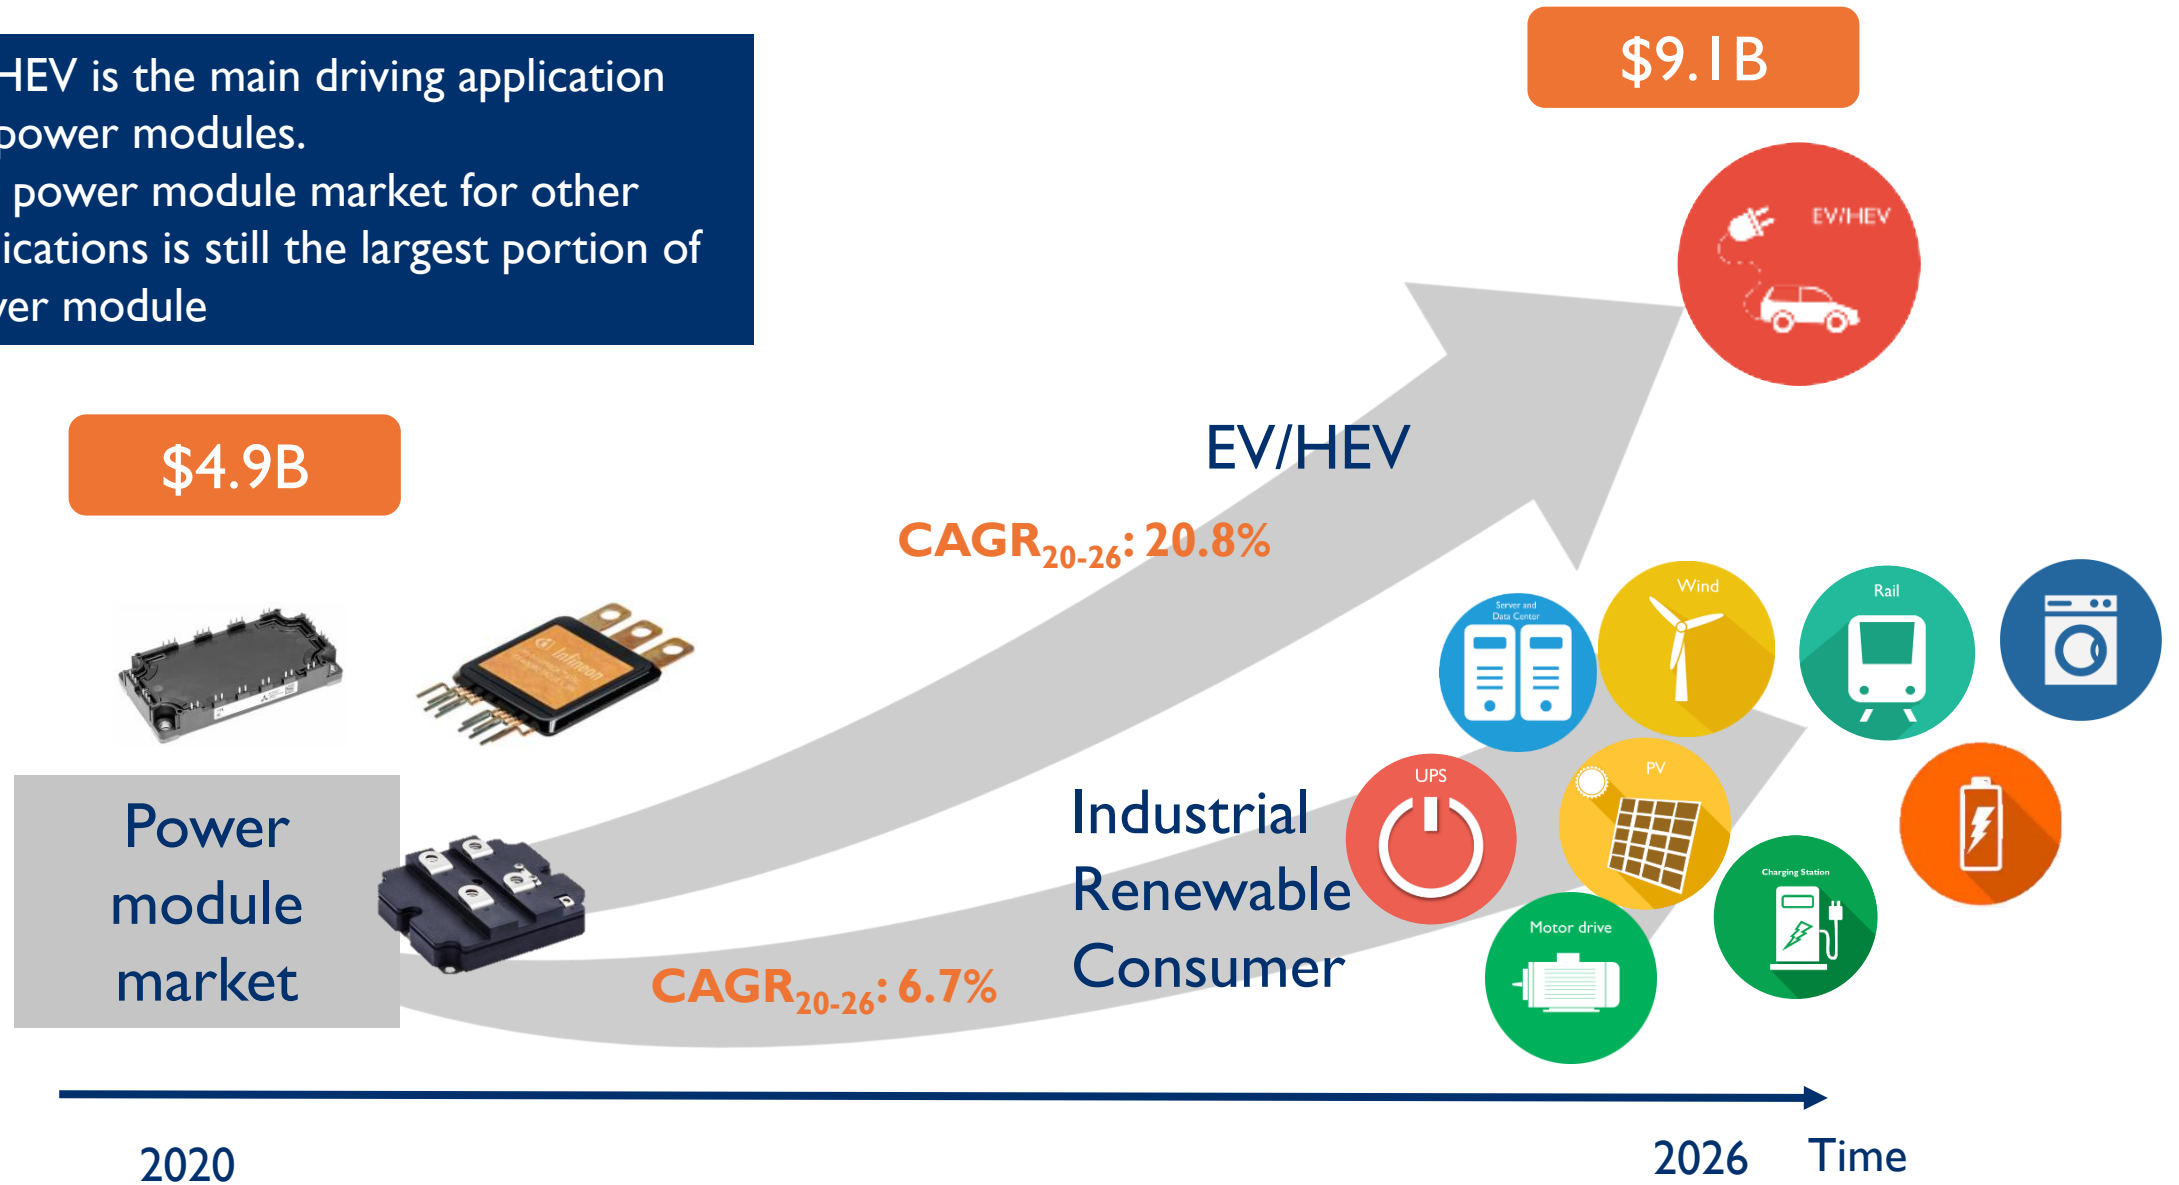 HEV is the main driving application
power modules.
power module market for other
lications is still the largest portion of
ver module
$9.1B
EV/HEV
$4.9B
EV/HEV
CAGR20-26: 20.8%
Infineon
Server and
Data Center
Wind
Rail
UPS
PV
Charging Station
Motor drive
Power
module
market
Industrial
Renewable
Consumer
CAGR20-26: 6.7%
2020
2026
Time